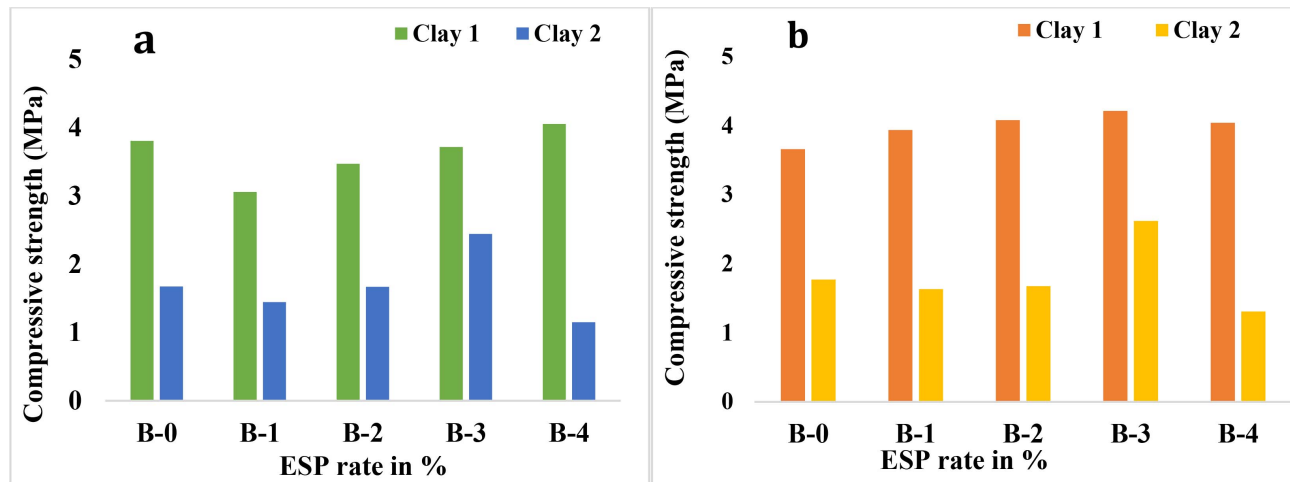 a
Clay 1 Clay 2
Compressive strength (MPa)
5
4
3
2
1
0
B-0 B-1 B-2 B-3 B-4
ESP rate in %
b
Clay 1 Clay 2
Compressive strength (MPa)
5
4
3
2
1
0
B-0 B-1 B-2 B-3 B-4
ESP rate in %